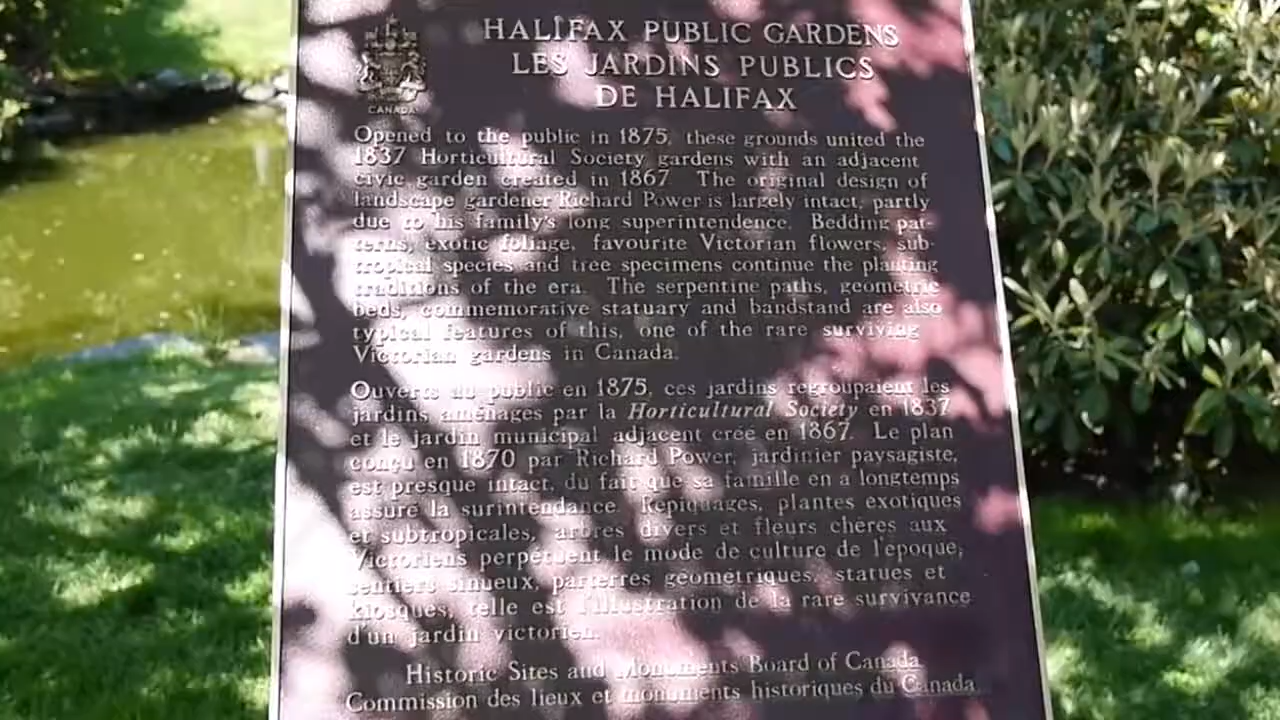 CANADA
HALIFAX PUBLIC GARDENS
LES JARDINS PUBLICS
DE HALIFAX
Opened to the public in 1875, these grounds united the
1837 Horticultural Society gardens with an adjacent
civic garden created in 1867. The original design of
landscape gardener Richard Power is largely intact, partly
due to his family's long superintendence. Bedding pat-
terns, exotic foliage, favourite Victorian flowers, sub-
tropical species and tree specimens continue the planting
traditions of the era. The serpentine paths, geometric
beds, commemorative statuary and bandstand are also
typical features of this, one of the rare surviving
Victorian gardens in Canada.
Ouverts au public en 1875, ces jardins regroupaient les
jardins aménagés par la Horticultural Society en 1837
et le jardin municipal adjacent créé en 1867. Le plan
conçu en 1870 par Richard Power, jardinier paysagiste,
est presque intact, du fait que sa famille en a longtemps
assuré la surintendance. Repiquages, plantes exotiques
et subtropicales, arbres divers et fleurs chères aux
Victoriens perpétuent le mode de culture de l'époque;
sentiers sinueux, parterres géométriques, statues et
kiosques, telle est l'illustration de la rare survivance
d'un jardin victorien.
Historic Sites and Monuments Board of Canada
Commission des lieux et monuments historiques du Canada